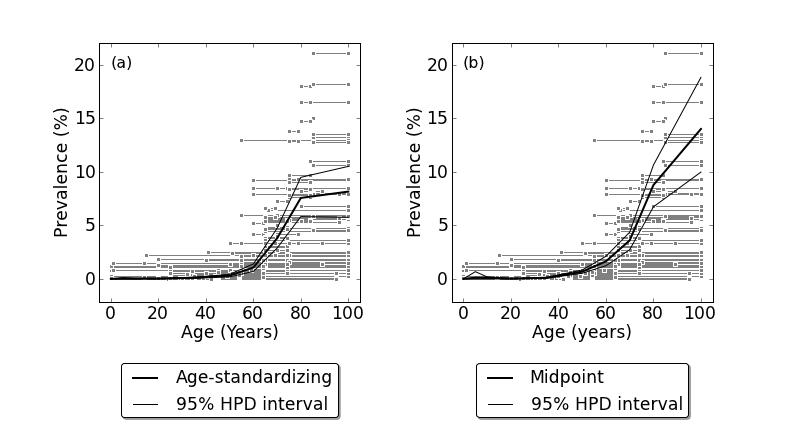 (a)
Prevalence (%)
20
15
10
5
0
0 20 40 60 80 100
Age (Years)
Age-standardizing
95% HPD interval
(b)
Prevalence (%)
20
15
10
5
0
0 20 40 60 80 100
Age (years)
Midpoint
95% HPD interval